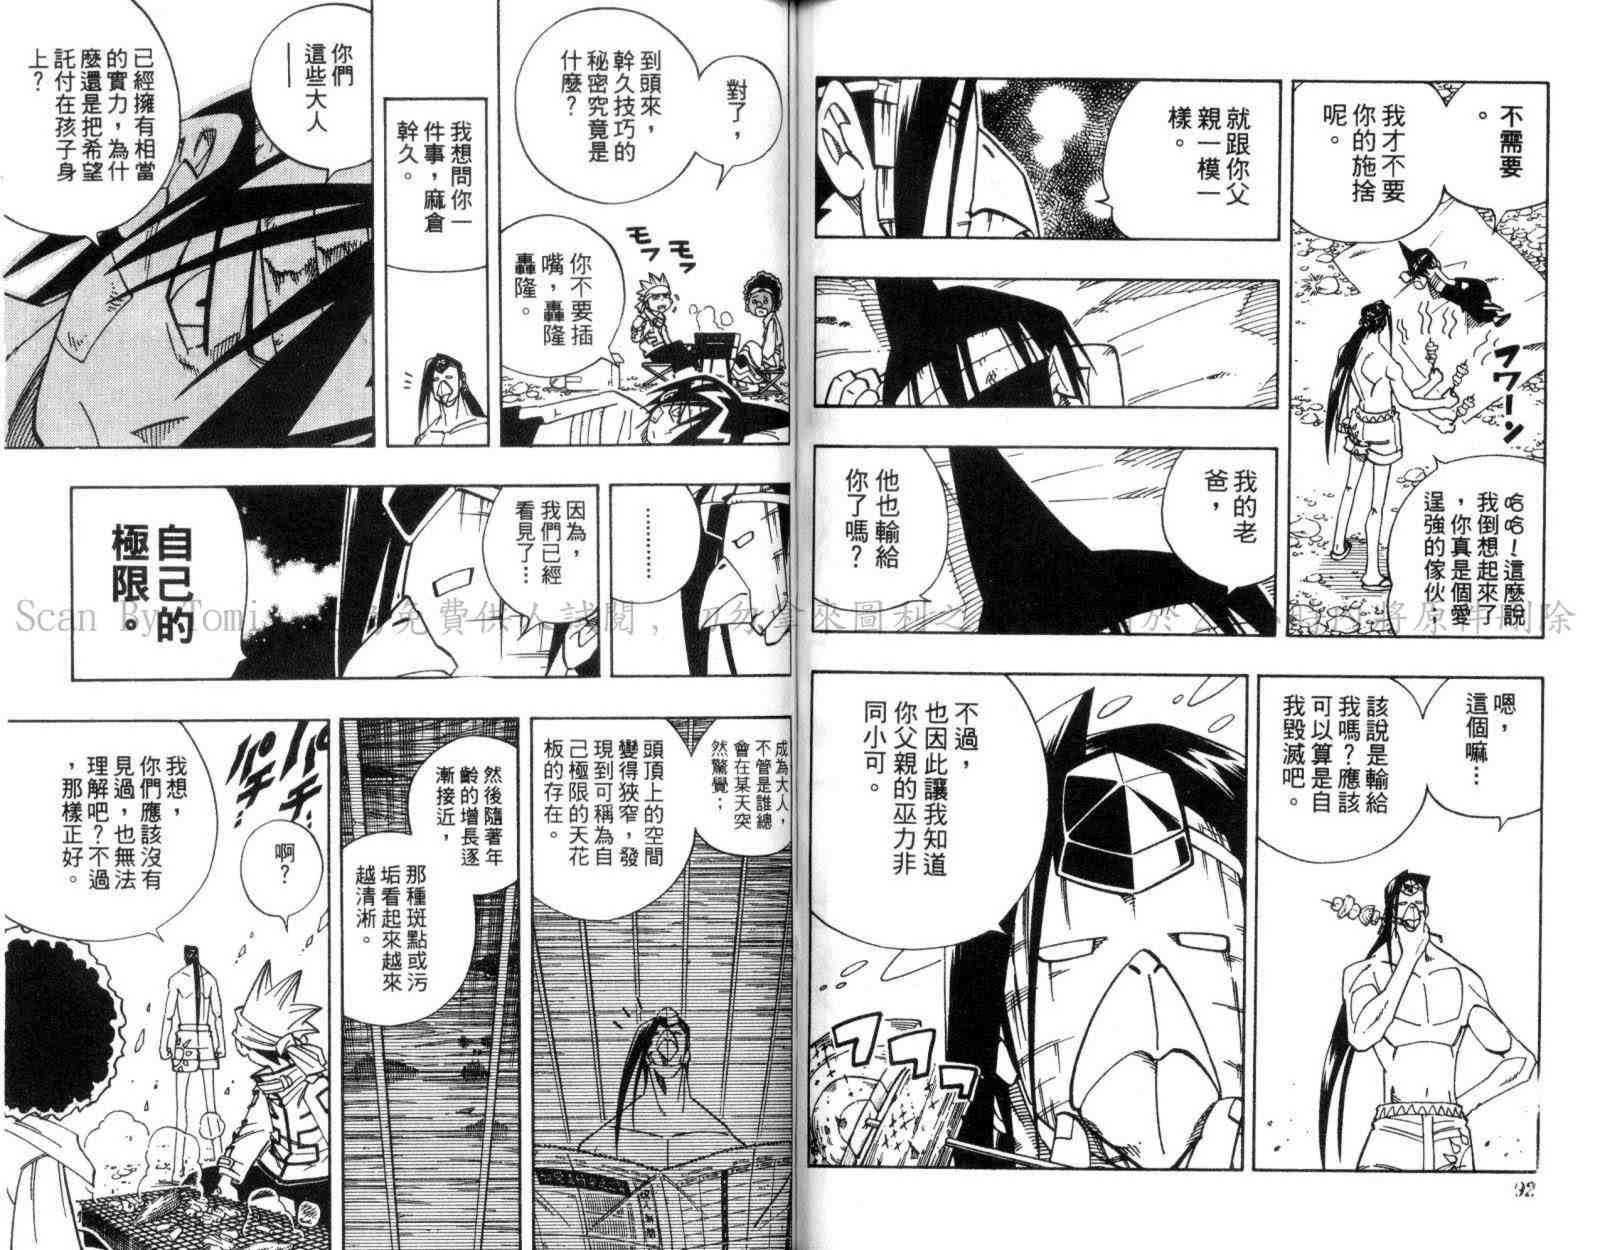 不需要
。
我才不要
你的施捨
呢。
フワーン
哈哈！這麼說
我倒想起來了
，你真是個愛
逞強的傢伙
就跟你父
親一模一
樣。
我的老
爸，
他也輸給
你了嗎？
嗯，
這個嘛…
該說是輸給
我嗎？應該
可以算是自
我毀滅吧。
不過，
也因此讓我知道
你父親的巫力非
同小可。
92
對了，
到頭來，
幹久技巧的
秘密究竟是
什麼？
モフ
モフ
你不要插
嘴，轟隆
轟隆。
我想問你一
件事，麻倉
幹久。
你們
這些大人
——
已經擁有相當
的實力，為什
麼還是把希望
託付在孩子身
上？
………
因為，
我們已經
看見了…
自己的
極限。
成為大人，
不管是誰總
會在某天突
然驚覺；
頭頂上的空間
變得狹窄，發
現到可稱為自
己極限的天花
板的存在。
然後隨著年
齡的增長逐
漸接近，
那種斑點或污
垢看起來越來
越清淅。
パチ
パチ
啊？
我想，
你們應該沒有
見過，也無法
理解吧？不過
，那樣正好。
Scan By Tomi